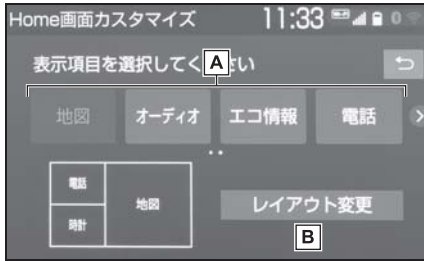 Home画面カスタマイズ 11:33 0
表示項目を選択してく A さい
地図 オーディオ エコ情報 電話
電話 地図
時計
レイアウト変更
B